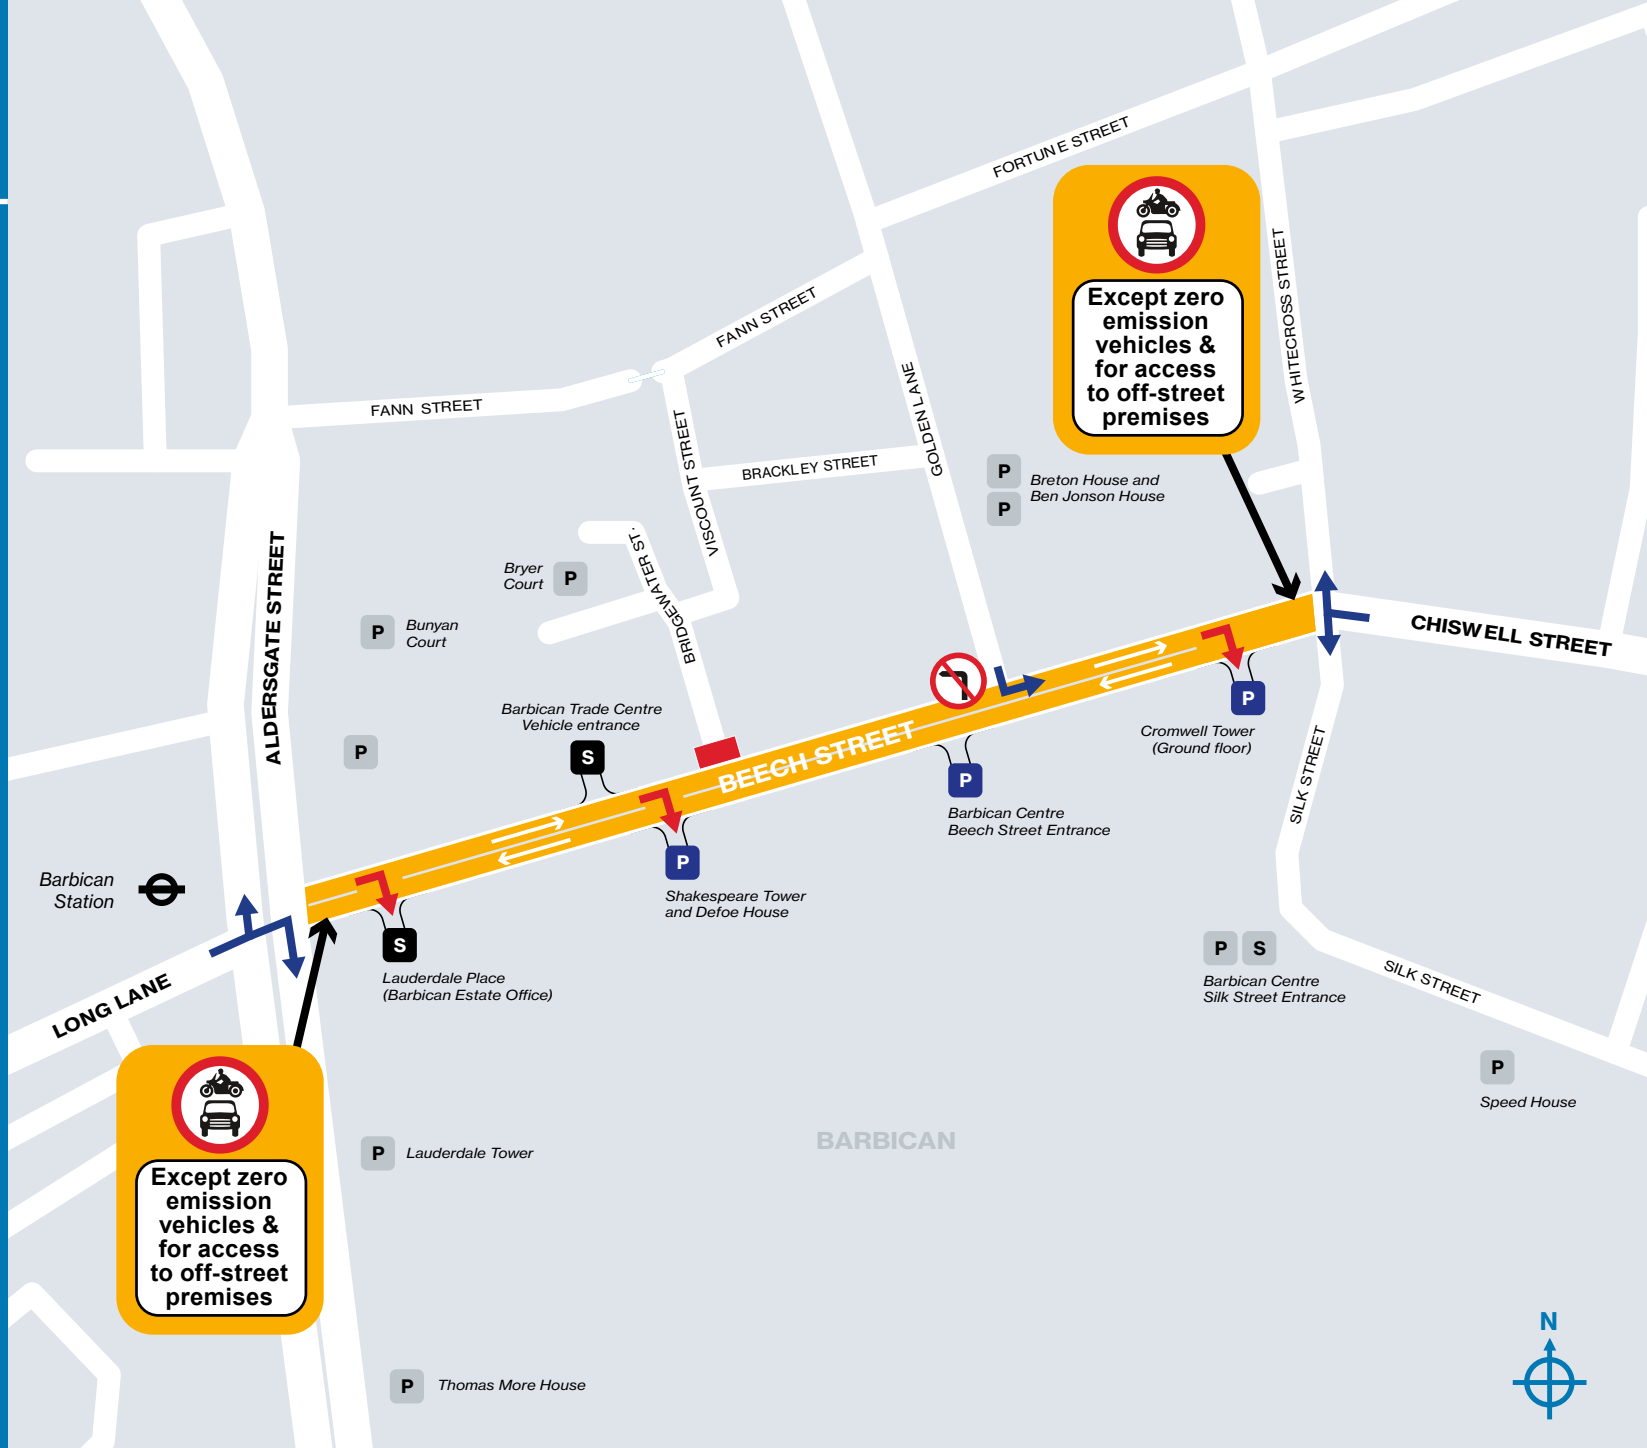 FORTUNE STREET
Except zero
emission
vehicles &
for access
to off-street
premises
WHITECROSS STREET
FANN STREET
FANN STREET
GOLDEN LANE
VISCOUNT STREET
BRACKLEY STREET
P
P
Breton House and
Ben Jonson House
BRIDGEWATER ST.
Bryer
Court
P
P
Bunyan
Court
ALDERSGATE STREET
CHISWELL STREET
Barbican Trade Centre
Vehicle entrance
S
P
BEECH STREET
P
Cromwell Tower
(Ground floor)
P
Barbican Centre
Beech Street Entrance
SILK STREET
P
Shakespeare Tower
and Defoe House
Barbican
Station
S
Lauderdale Place
(Barbican Estate Office)
LONG LANE
P S
Barbican Centre
Silk Street Entrance
SILK STREET
P
Speed House
BARBICAN
P
Lauderdale Tower
Except zero
emission
vehicles &
for access
to off-street
premises
P
Thomas More House
N